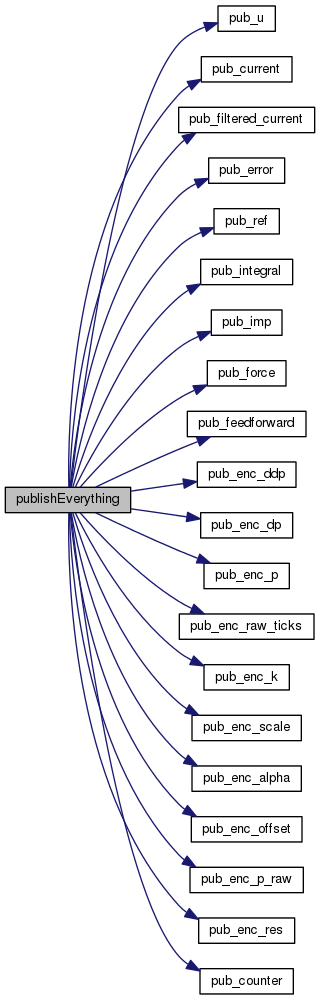 pub_u
pub_current
pub_filtered_current
pub_error
pub_ref
pub_integral
pub_imp
pub_force
pub_feedforward
pub_enc_ddp
publishEverything
pub_enc_dp
pub_enc_p
pub_enc_raw_ticks
pub_enc_k
pub_enc_scale
pub_enc_alpha
pub_enc_offset
pub_enc_p_raw
pub_enc_res
pub_counter